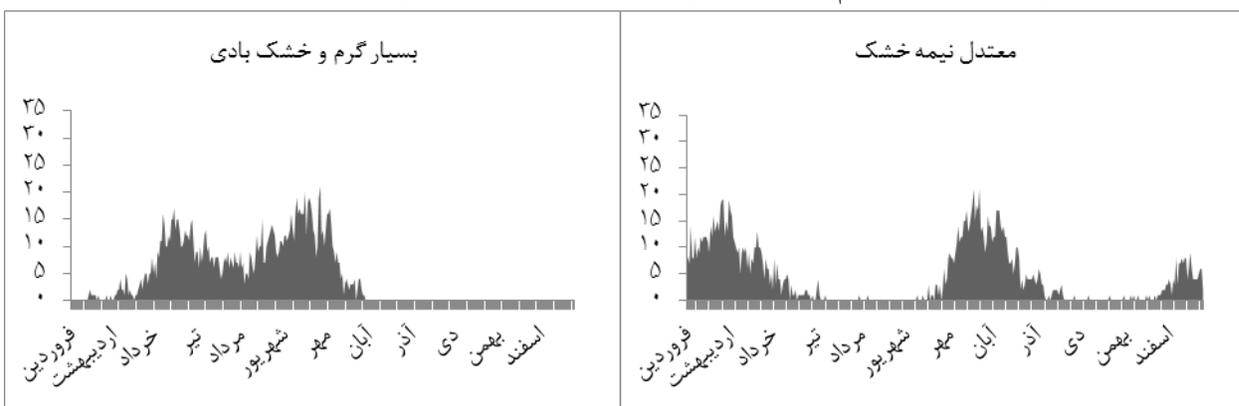 معتدل نیمه خشک
۳۵
۳۰
۲۵
۲۰
۱۵
۱۰
۵
۰
فروردین
اردیبهشت
خرداد
تیر
مرداد
شهریور
مهر
آبان
آذر
دی
بهمن
اسفند
بسیار گرم و خشک بادی
۳۵
۳۰
۲۵
۲۰
۱۵
۱۰
۵
۰
فروردین
اردیبهشت
خرداد
تیر
مرداد
شهریور
مهر
آبان
آذر
دی
بهمن
اسفند